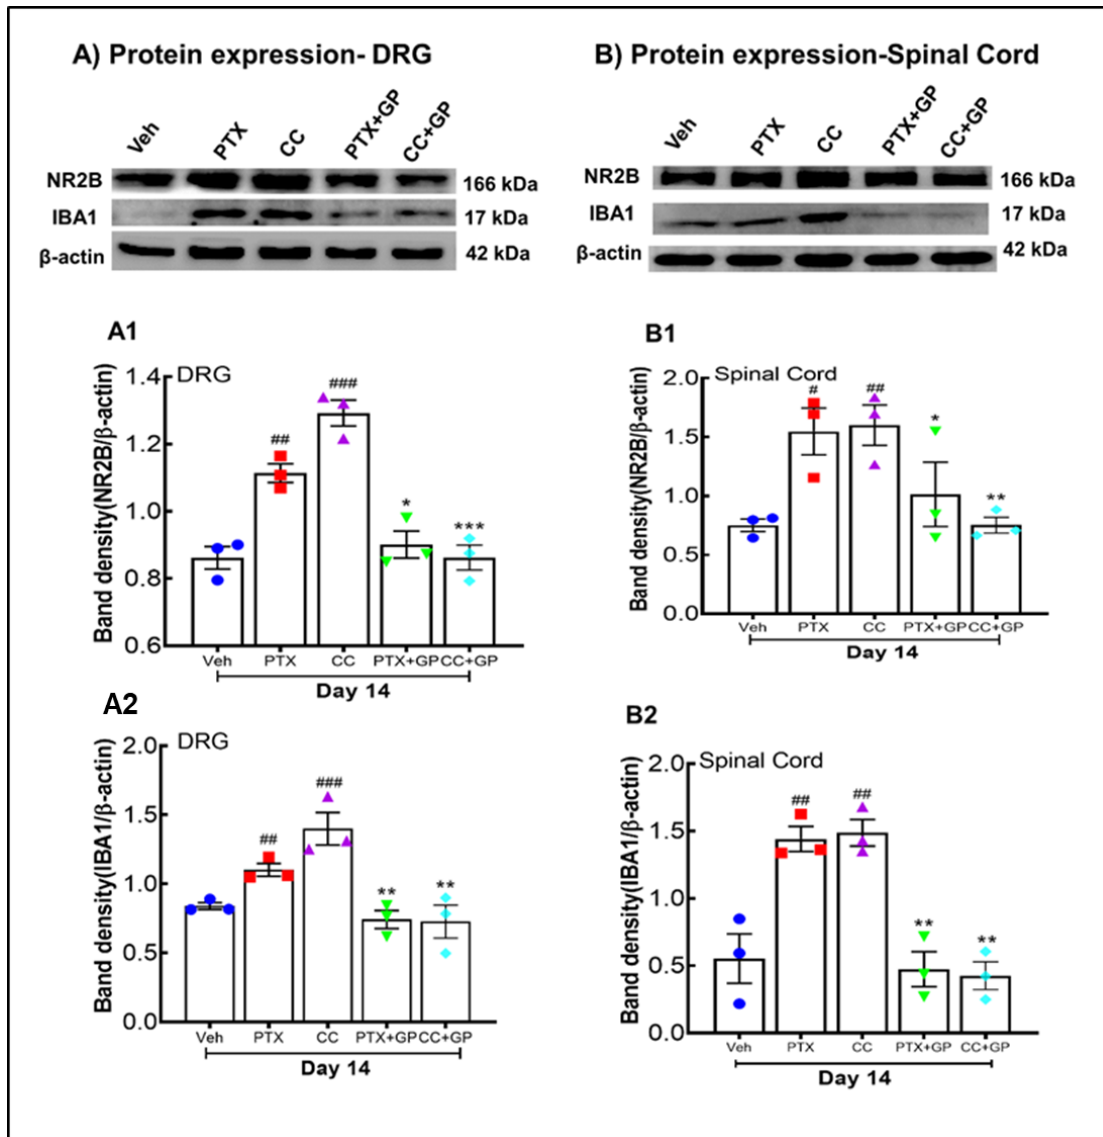 A) Protein expression- DRG
Veh PTX CC PTX+GP CC+GP
NR2B 166 kDa
IBA1 17 kDa
β-actin 42 kDa
B) Protein expression-Spinal Cord
Veh PTX CC PTX+GP CC+GP
NR2B 166 kDa
IBA1 17 kDa
β-actin 42 kDa
A1
DRG
Band density(NR2B/β-actin)
1.4
1.2
1.0
0.8
0.6
## ### * ***
Veh PTX CC PTX+GP CC+GP
Day 14
B1
Spinal Cord
Band density(NR2B/β-actin)
2.0
1.5
1.0
0.5
0.0
# ## * **
Veh PTX CC PTX+GP CC+GP
Day 14
A2
DRG
Band density(IBA1/β-actin)
2.0
1.5
1.0
0.5
0.0
## ### ** **
Veh PTX CC PTX+GP CC+GP
Day 14
B2
Spinal Cord
Band density(IBA1/β-actin)
2.0
1.5
1.0
0.5
0.0
## ## ** **
Veh PTX CC PTX+GP CC+GP
Day 14